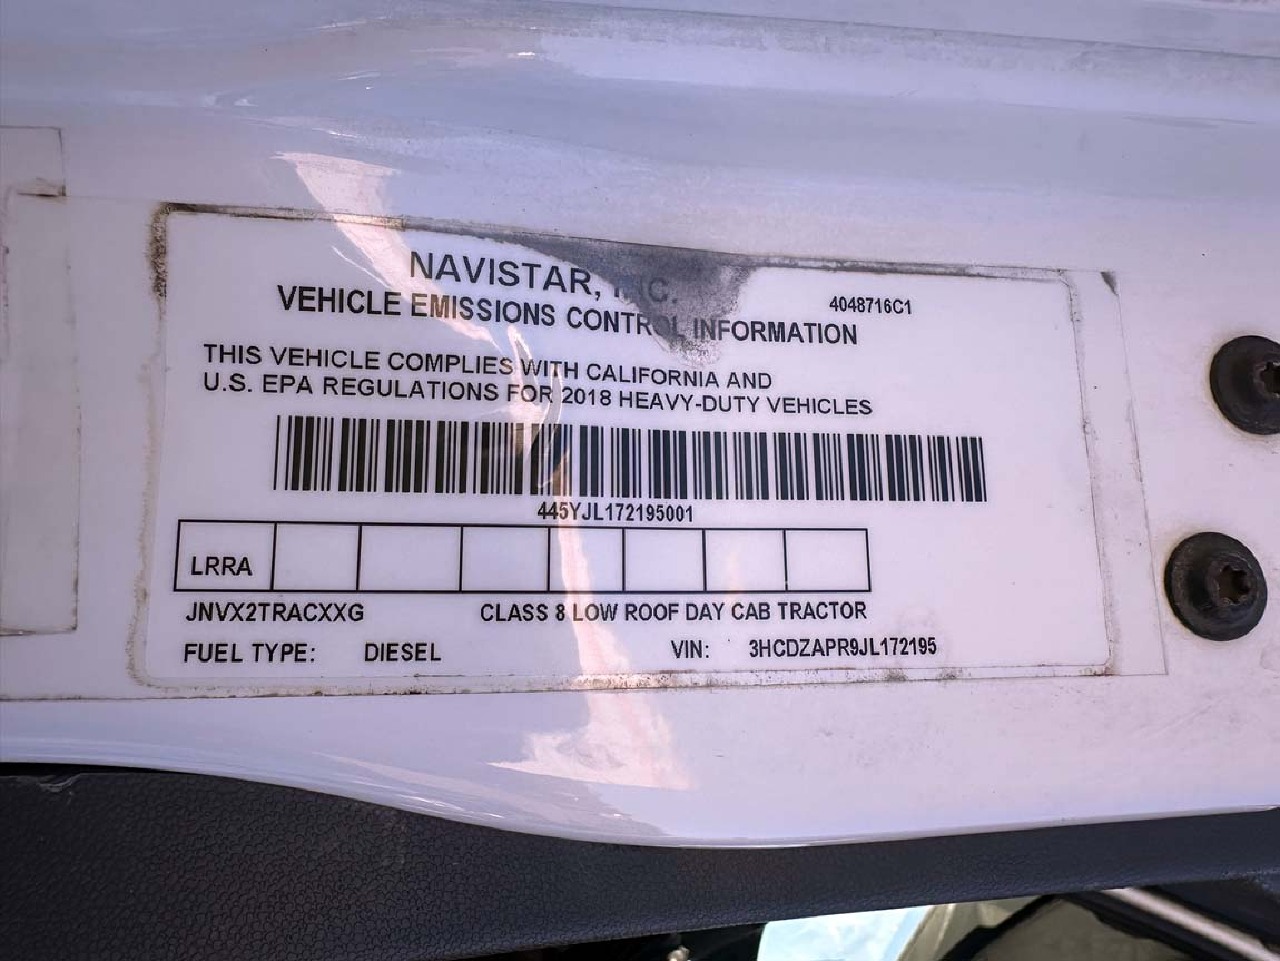 NAVISTAR, INC.
4048716C1
VEHICLE EMISSIONS CONTROL INFORMATION
THIS VEHICLE COMPLIES WITH CALIFORNIA AND
U.S. EPA REGULATIONS FOR 2018 HEAVY-DUTY VEHICLES
445YJL172195001
LRRA
JNVX2TRACXXG CLASS 8 LOW ROOF DAY CAB TRACTOR
FUEL TYPE: DIESEL VIN: 3HCDZAPR9JL172195